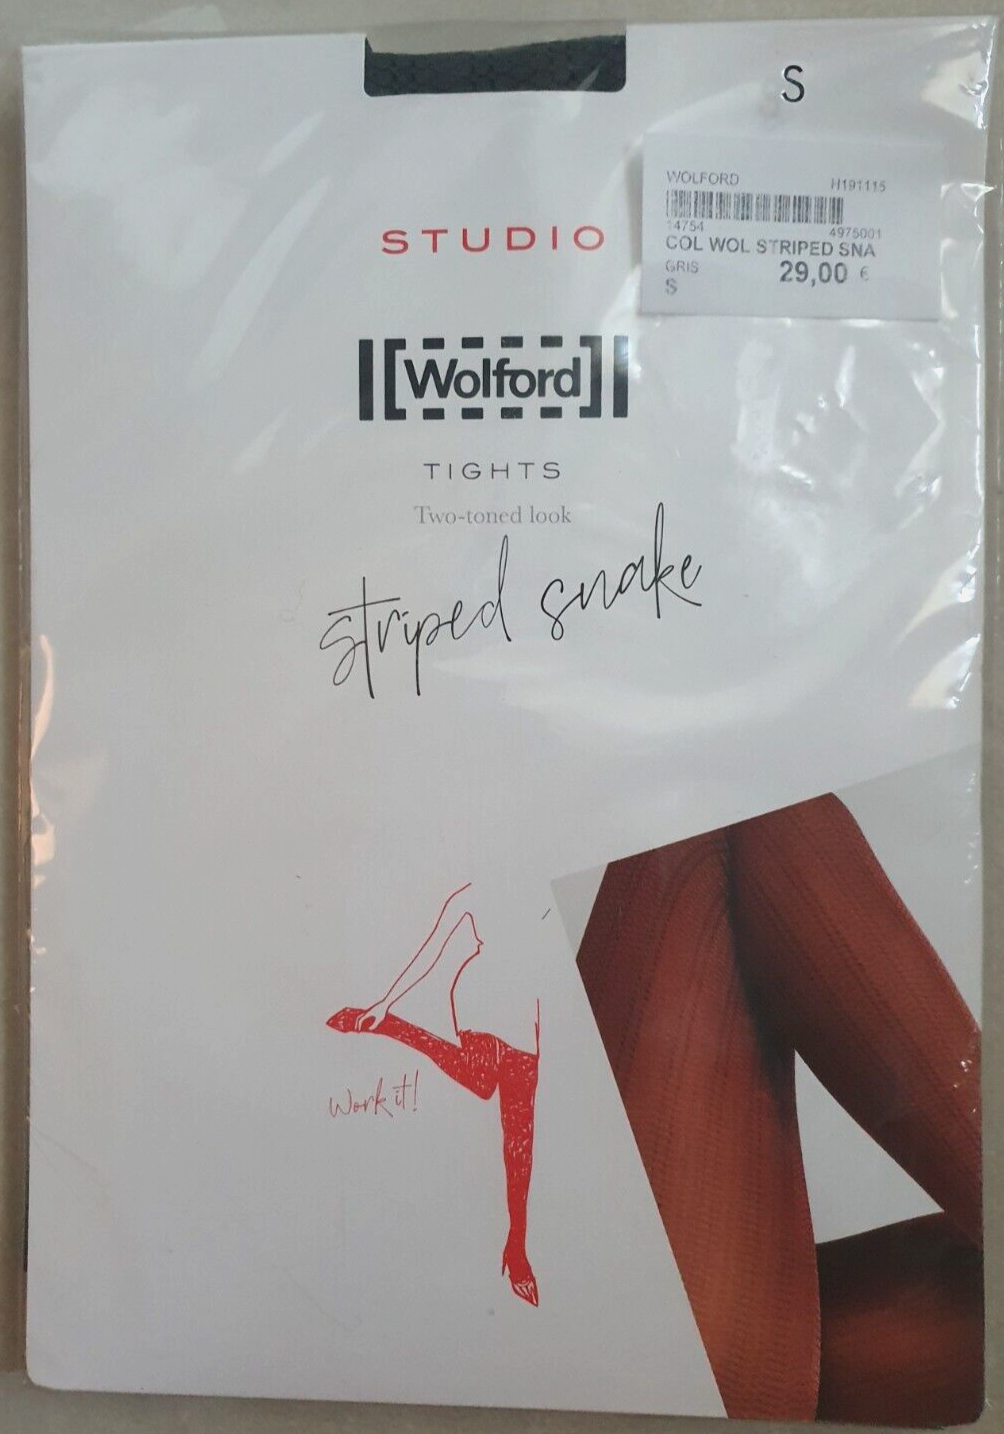 S
WOLFORD H191115
14754 4975001
COL WOL STRIPED SNA
GRIS 29,00 €
S
STUDIO
Wolford
TIGHTS
Two-toned look
striped snake
Work it!